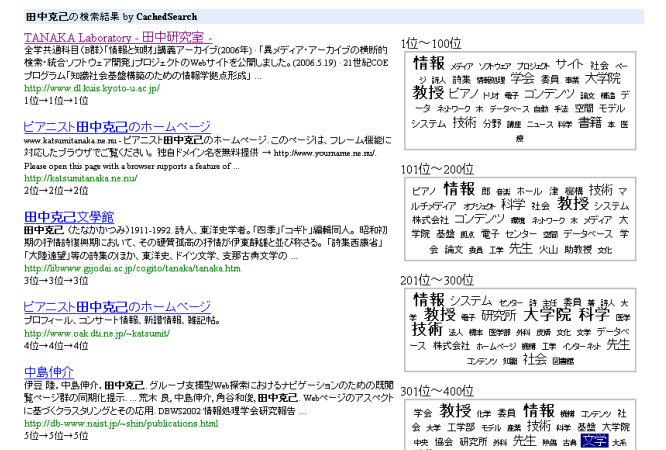 田中克己の検索結果 by CachedSearch
TANAKA Laboratory - 田中研究室 -
全学共通科目(B群)「情報と知財」講義アーカイブ(2006年)・「異メディア・アーカイブの横断的
検索・統合ソフトウェア開発」プロジェクトのWebサイトを公開しました。(2006.5.19)・21世紀COE
プログラム「知識社会基盤構築のための情報学拠点形成」 ...
http://www.dl.kuis.kyoto-u.ac.jp/
1位→1位→1位
ピアニスト田中克己のホームページ
www.katsumitanaka.ne.nu - ピアニスト田中克己のホームページ. このページは、フレーム機能に
対応したブラウザでご覧ください。 独自ドメイン名を無料提供 → http://www.yourname.ne.nu/.
Please open this page with a browser supports a feature of ...
http://katsumitanaka.ne.nu/
2位→2位→2位
田中克己文學館
田中克己 (たなかかつみ)1911-1992. 詩人、東洋史学者。「四季」「コギト」編輯同人。 昭和初
期の抒情詩復興期において、その硬質孤高の抒情が伊東静雄と並び称さる。 「詩集西康省」
「大陸遠望」等の詩集のほか、東洋史、ドイツ文学、支那古典文学の ...
http://libwww.gijodai.ac.jp/cogito/tanaka/tanaka.htm
3位→3位→3位
ピアニスト田中克己のホームページ
プロフィール、コンサート情報、新譜情報、雑記帖。
http://www.oak.dti.ne.jp/~katsumit/
4位→4位→4位
中島伸介
伊豆 陸, 中島伸介, 田中克己. グループ支援型Web探索におけるナビゲーションのための既閲
覧ページ群の同期化提示. ... 荒木 良, 中島伸介, 角谷和俊, 田中克己. Webページのアスペクト
に基づくクラスタリングとその応用. DBWS2002 情報処理学会研究報告 ...
http://db-www.naist.jp/~shin/publications.html
5位→5位→5位
1位~100位
情報 メディア ソフトウェア プロジェクト サイト 社会 ペー
ジ 詩人 詩集 情報処理 学会 委員 事業 大学院
教授 ピアノ ドリオ 電子 コンテンツ 論文 構造 デ
ータ ネットワーク 木 データベース 自動 手法 空間 モデル
システム 技術 分野 講座 ニュース 科学 書籍 本 医
療
101位~200位
ピアノ 情報 郎 音楽 ホール 津 機構 技術 マ
ルチメディア オブジェクト 科学 社会 教授 システム
株式会社 コンテンツ 環境 ネットワーク 木 メディア 大
学院 基盤 拠点 電子 センター 空間 データベース 学
会 論文 委員 工学 先生 火山 助教授 文化
201位~300位
情報 システム センター 詩 主任 委員 著 詩人 大
学 教授 電子 研究所 大学院 科学 医学
技術 法人 橋本 医学部 外科 皮膚 文化 文学 データベ
ース 株式会社 ホームページ 機構 工学 インターネット 先生
コンテンツ 知識 社会 図書館
301位~400位
学会 教授 化学 委員 情報 機構 コンテンツ 社
会 大学 工学部 モデル 産業 技術 科学 基盤 大学院
中央 協会 研究所 外科 先生 熱傷 古典 文学 大系